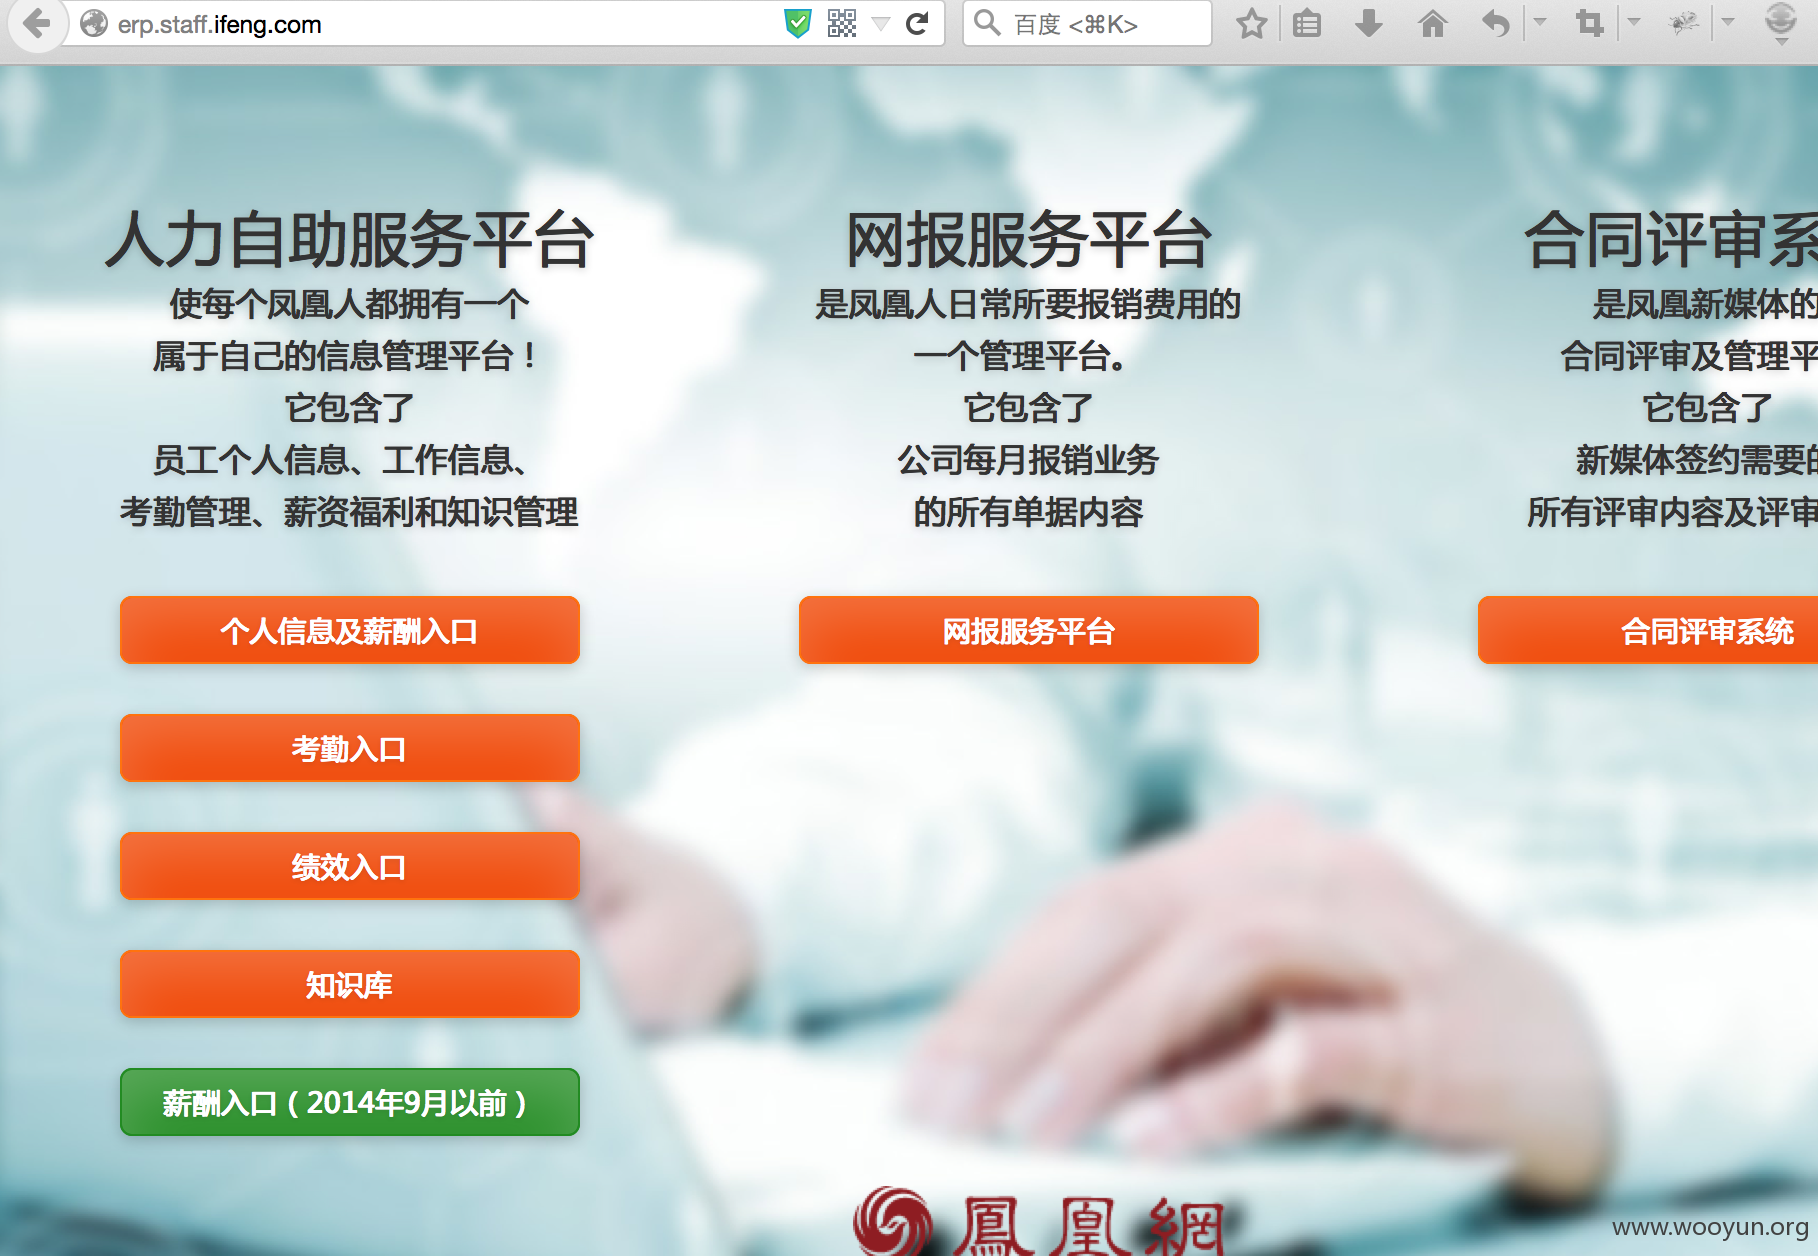 erp.staff.ifeng.com
百度 <⌘K>
人力自助服务平台
使每个凤凰人都拥有一个
属于自己的信息管理平台！
它包含了
员工个人信息、工作信息、
考勤管理、薪资福利和知识管理
个人信息及薪酬入口
考勤入口
绩效入口
知识库
薪酬入口（2014年9月以前）
网报服务平台
是凤凰人日常所要报销费用的
一个管理平台。
它包含了
公司每月报销业务
的所有单据内容
网报服务平台
合同评审系
是凤凰新媒体的
合同评审及管理平
它包含了
新媒体签约需要的
所有评审内容及评审
合同评审系统
鳳凰網
www.wooyun.org